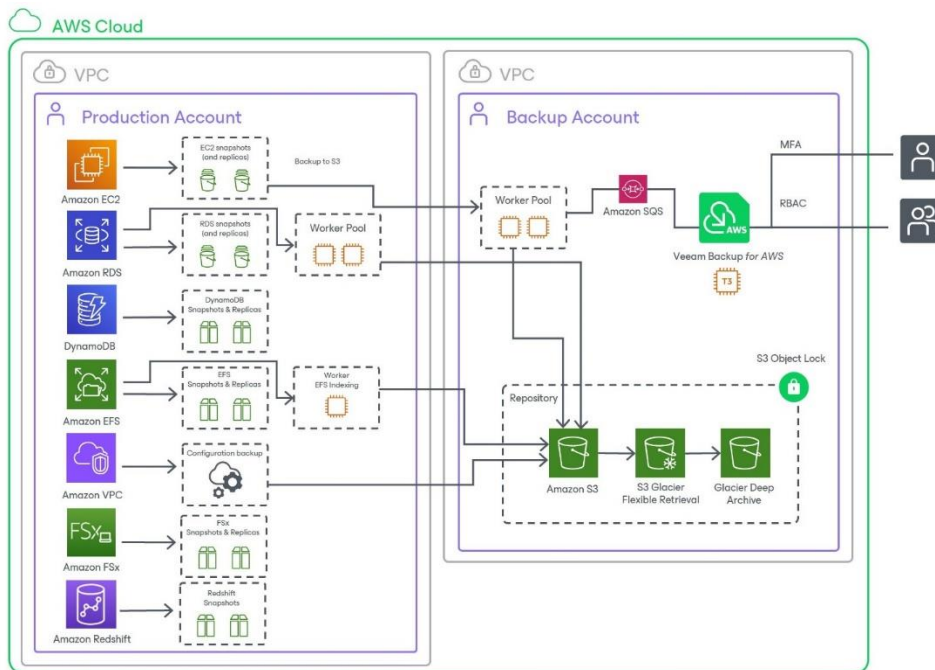 AWS Cloud
VPC
Production Account
Amazon EC2
EC2 snapshots
(and replicas)
Backup to S3
Amazon RDS
RDS snapshots
(and replicas)
Worker Pool
DynamoDB
DynamoDB
Snapshots & Replicas
Amazon EFS
EFS
Snapshots & Replicas
Worker
EFS Indexing
Amazon VPC
Configuration backup
FSx
Amazon FSx
FSx
Snapshots & Replicas
Amazon Redshift
Redshift
Snapshots
VPC
Backup Account
Worker Pool
Amazon SQS
AWS
Veeam Backup for AWS
T3
MFA
RBAC
S3 Object Lock
Repository
Amazon S3
S3 Glacier
Flexible Retrieval
Glacier Deep
Archive